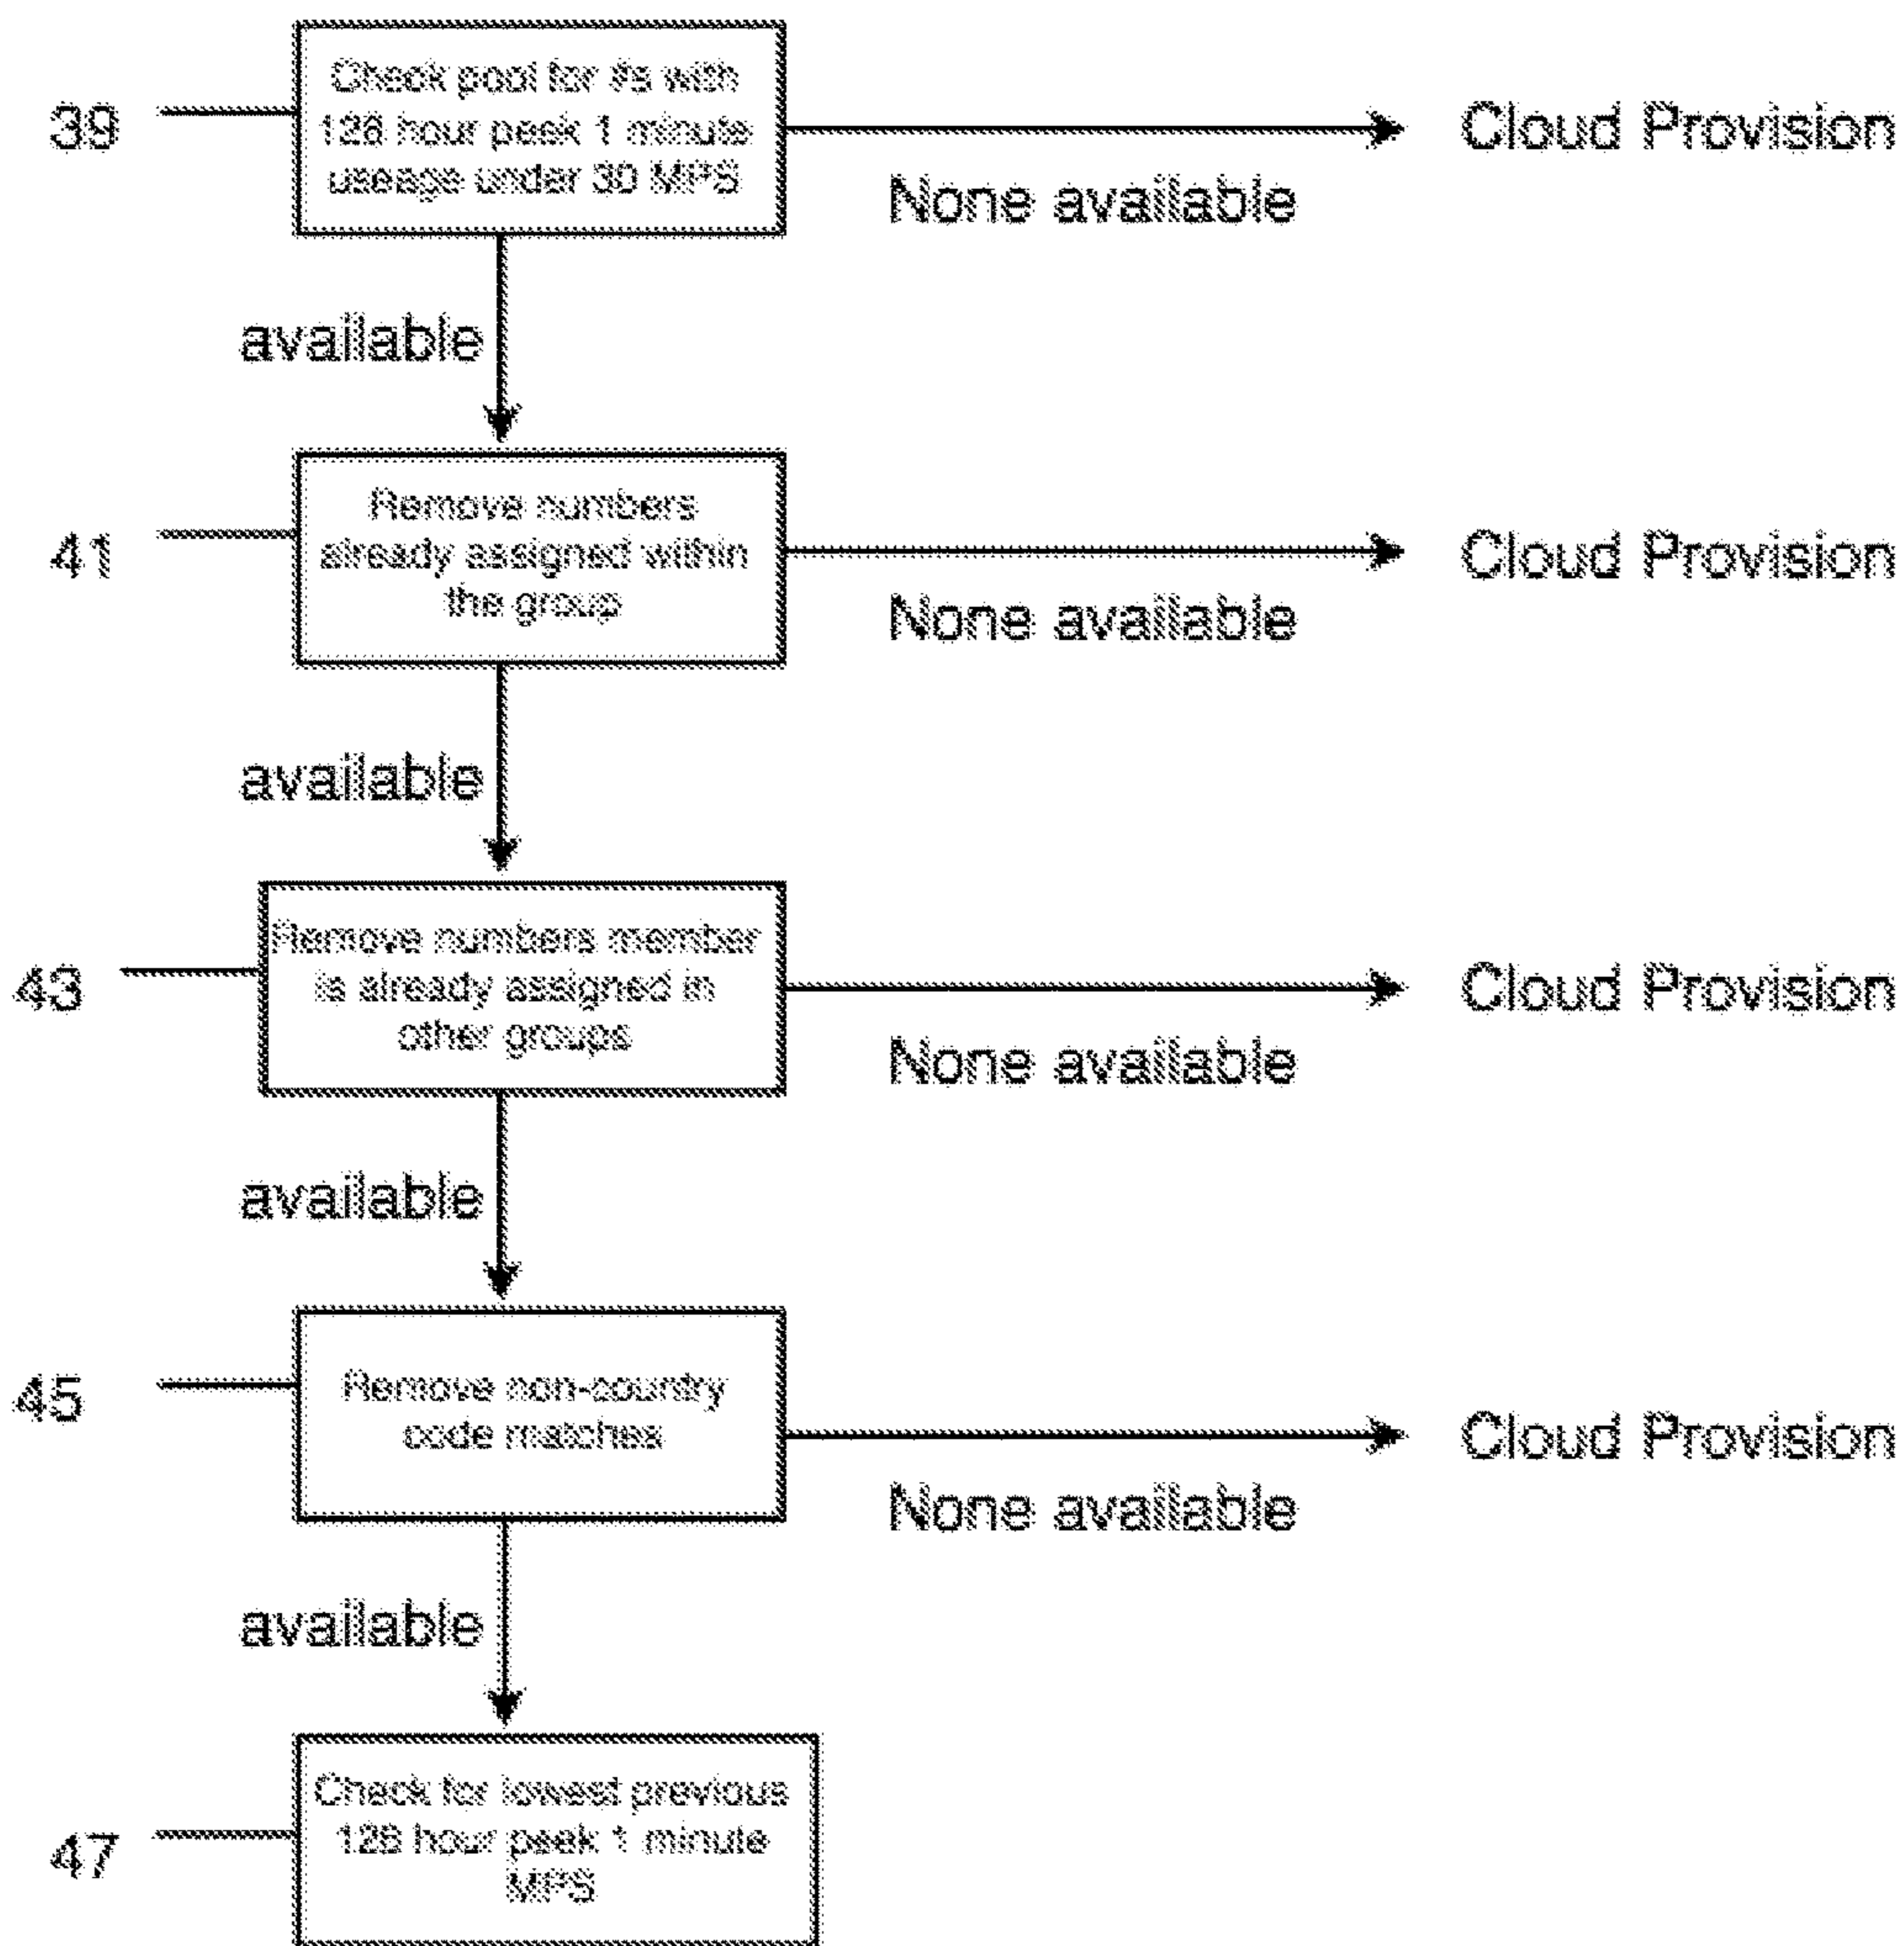 Check pool for #s with
39
128 hour peak 1 minute
Cloud Provision
useage under 30 MPS
None available
available
Remove numbers
41
already assigned within
Cloud Provision
the group
None available
available
Remove numbers member
43
is already assigned in
Cloud Provision
other groups
None available
available
45
Remove non-country
code matches
Cloud Provision
None available
available
Check for lowest previous
47
128 hour peak 1 minute
MPS